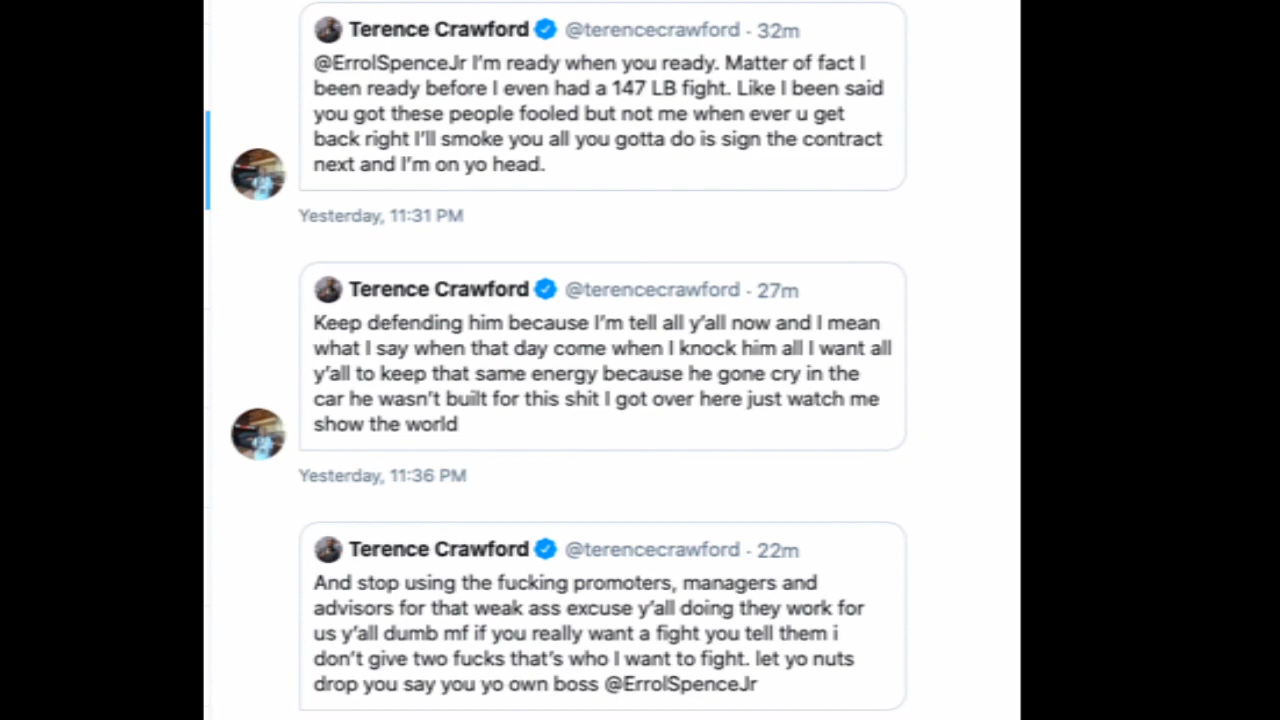 Terence Crawford @terencecrawford · 32m
@ErrolSpenceJr I'm ready when you ready. Matter of fact I
been ready before I even had a 147 LB fight. Like I been said
you got these people fooled but not me when ever u get
back right I'll smoke you all you gotta do is sign the contract
next and I'm on yo head.
Yesterday, 11:31 PM
Terence Crawford @terencecrawford · 27m
Keep defending him because I'm tell all y'all now and I mean
what I say when that day come when I knock him all I want all
y'all to keep that same energy because he gone cry in the
car he wasn't built for this shit I got over here just watch me
show the world
Yesterday, 11:36 PM
Terence Crawford @terencecrawford · 22m
And stop using the fucking promoters, managers and
advisors for that weak ass excuse y'all doing they work for
us y'all dumb mf if you really want a fight you tell them i
don't give two fucks that's who I want to fight. let yo nuts
drop you say you yo own boss @ErrolSpenceJr